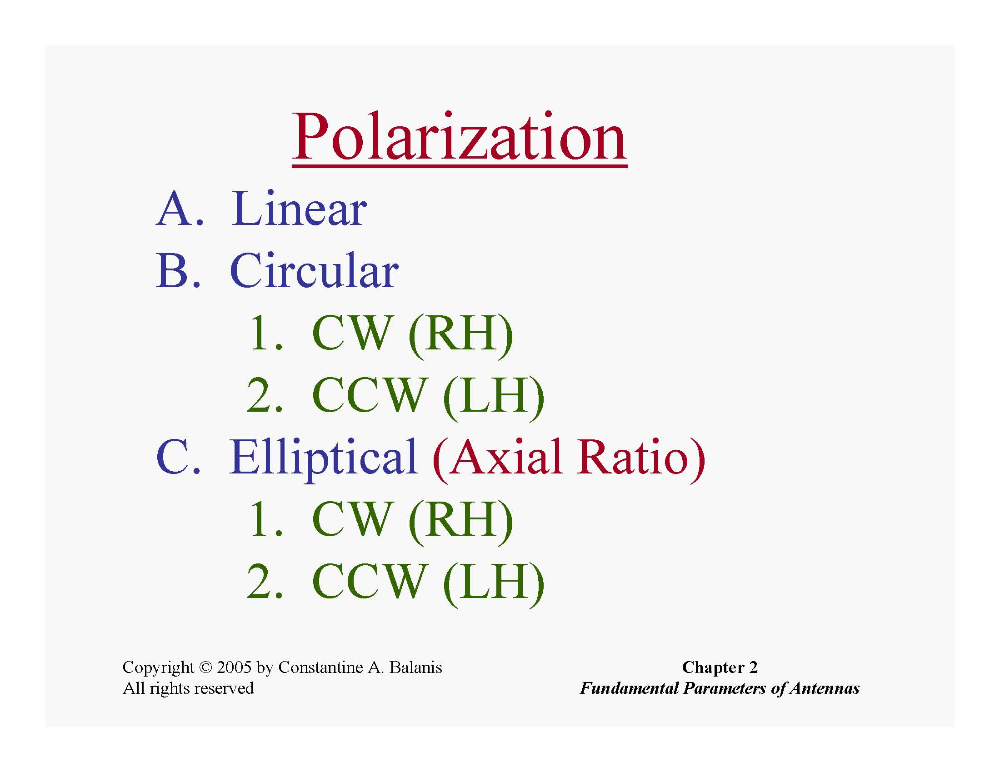 Polarization
A. Linear
B. Circular
1. CW (RH)
2. CCW (LH)
C. Elliptical (Axial Ratio)
1. CW (RH)
2. CCW (LH)
Copyright © 2005 by Constantine A. Balanis
All rights reserved
Chapter 2
Fundamental Parameters of Antennas